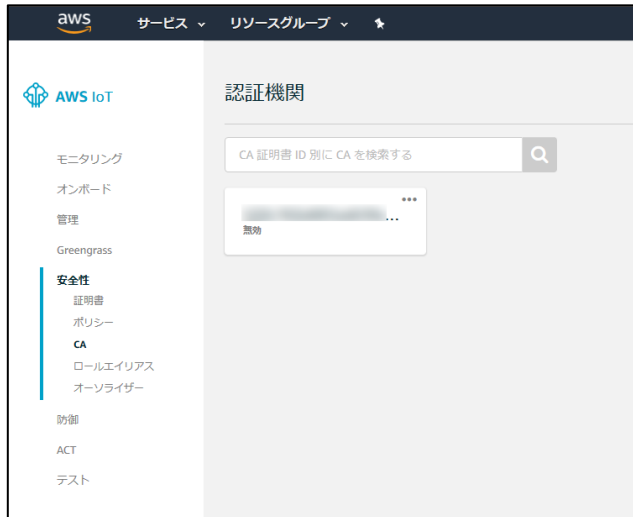 aws サービス リソースグループ
AWS IoT
モニタリング
オンボード
管理
Greengrass
安全性
証明書
ポリシー
CA
ロールエイリアス
オーソライザー
防御
ACT
テスト
認証機関
CA 証明書 ID 別に CA を検索する
...
無効